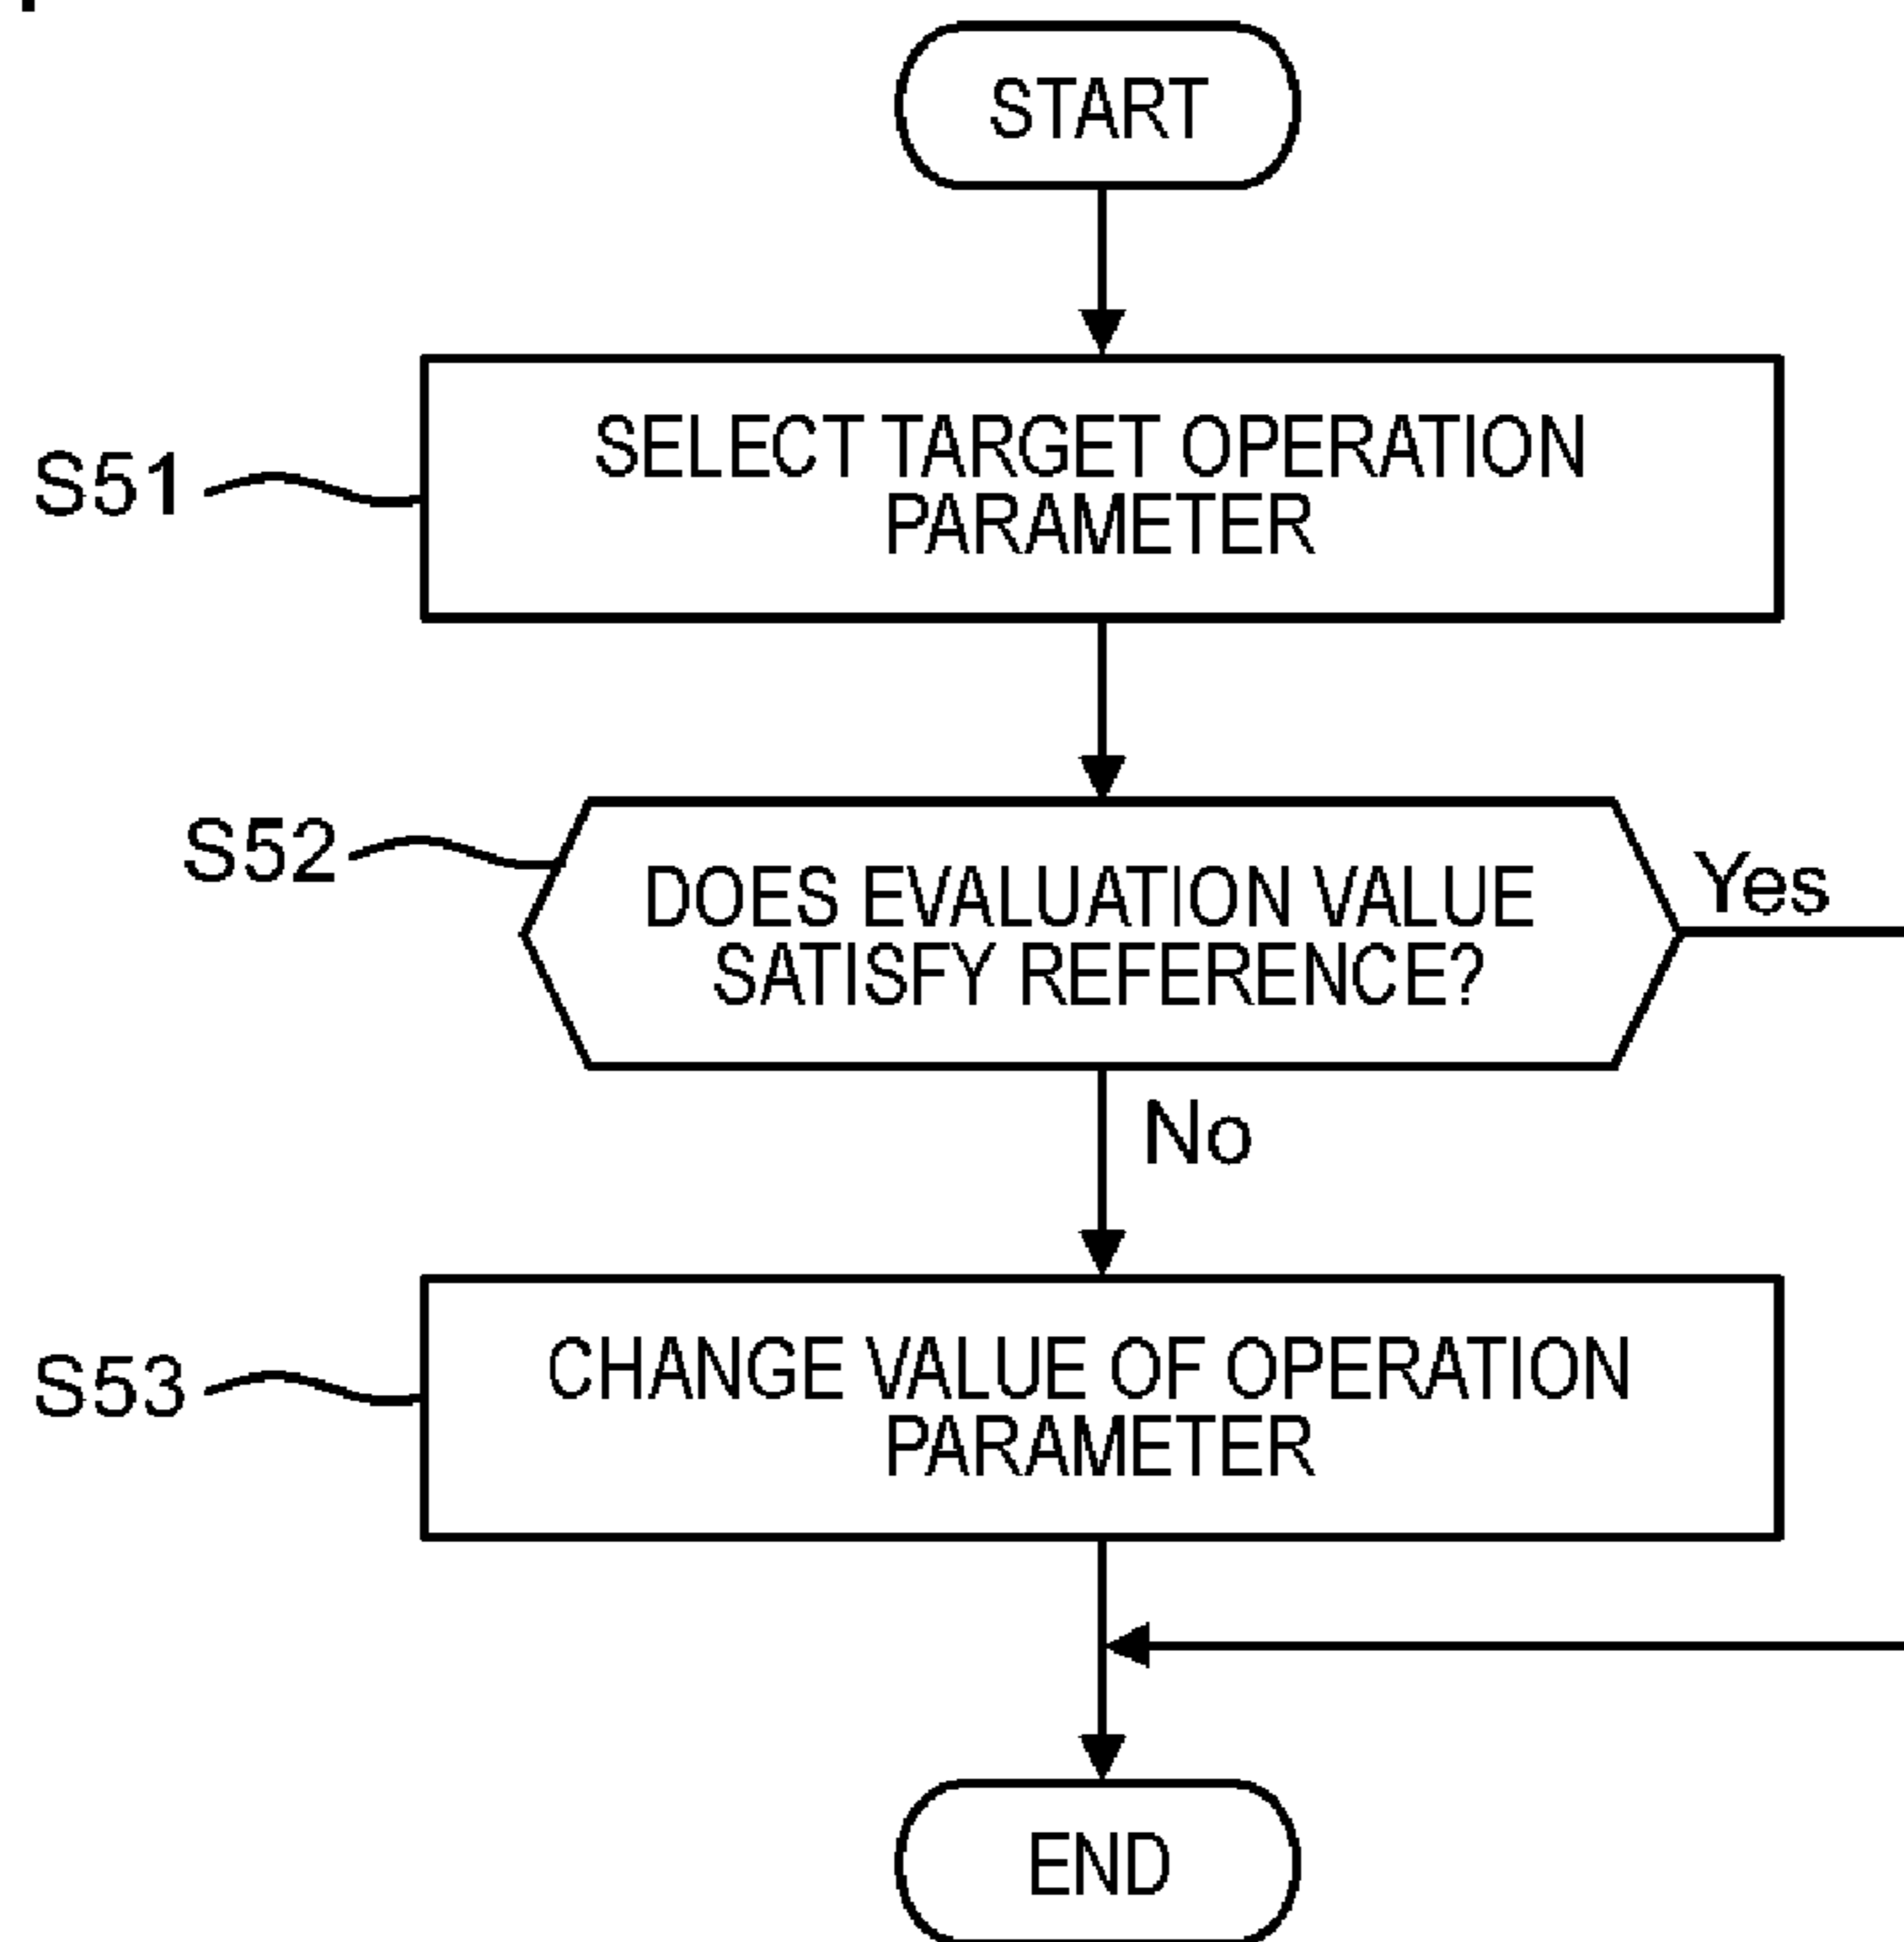 START
S51
SELECT TARGET OPERATION
PARAMETER
S52
DOES EVALUATION VALUE
SATISFY REFERENCE?
Yes
No
S53
CHANGE VALUE OF OPERATION
PARAMETER
END